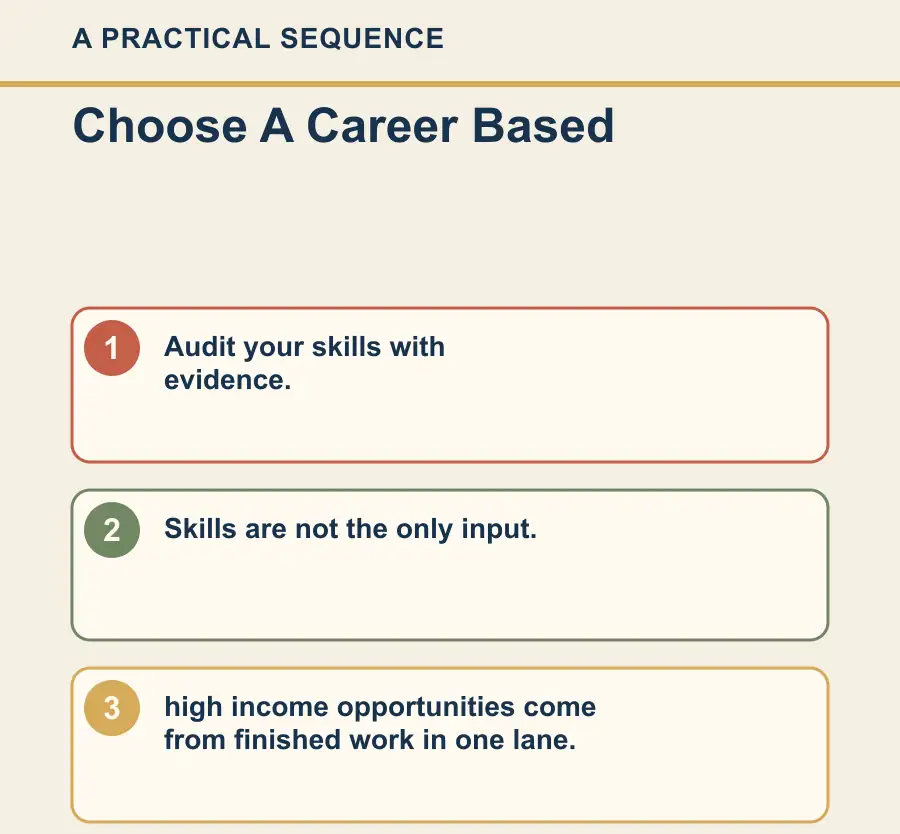 A PRACTICAL SEQUENCE
Choose A Career Based
1
Audit your skills with
evidence.
2
Skills are not the only input.
3
high income opportunities come
from finished work in one lane.